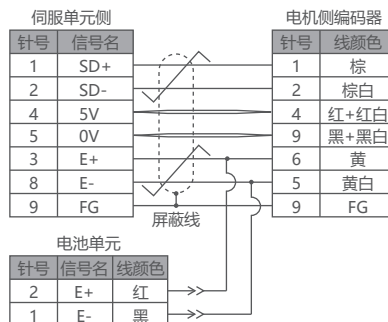 伺服单元侧 电机侧编码器
针号 信号名 针号 线颜色
1 SD+ 1 棕
2 SD- 2 棕白
4 5V 4 红+红白
5 0V 9 黑+黑白
3 E+ 6 黄
8 E- 5 黄白
9 FG 9 FG
屏蔽线
电池单元
针号 信号名 线颜色
2 E+ 红
1 E- 黑